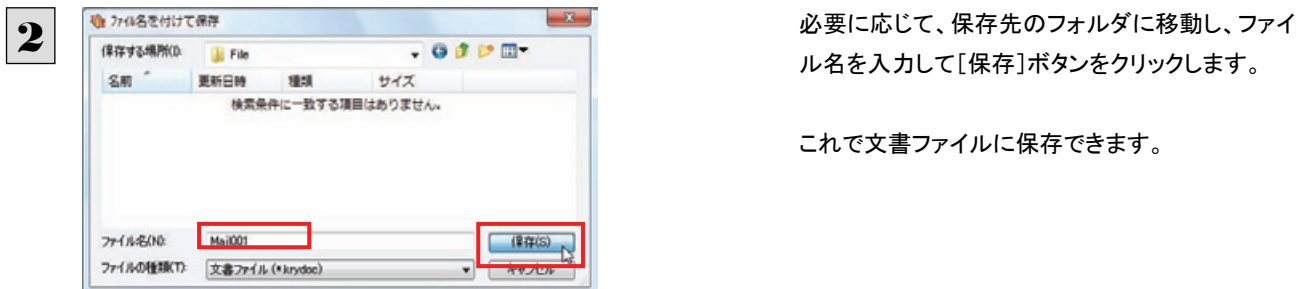 2
ファイル名を付けて保存
保存する場所(I):
File
名前
更新日時
種類
サイズ
検索条件に一致する項目はありません。
ファイル名(N):
Mail001
保存(S)
ファイルの種類(T):
文書ファイル (*.krydoc)
キャンセル
必要に応じて、保存先のフォルダに移動し、ファイ
ル名を入力して[保存]ボタンをクリックします。
これで文書ファイルに保存できます。